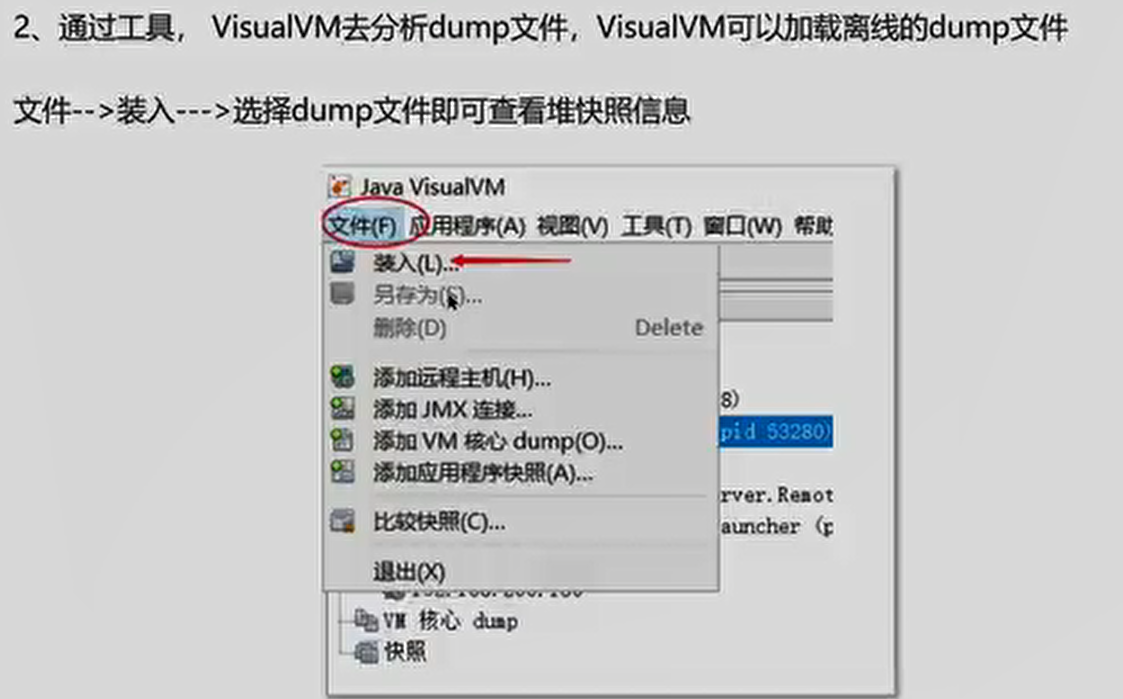 2、通过工具， VisualVM去分析dump文件，VisualVM可以加载离线的dump文件
文件-->装入--->选择dump文件即可查看堆快照信息
Java VisualVM
文件(F) 应用程序(A) 视图(V) 工具(T) 窗口(W) 帮助
装入(L)...
另存为(S)...
删除(D) Delete
添加远程主机(H)...
8)
添加 JMX 连接...
pid 53280)
添加 VM 核心 dump(O)...
添加应用程序快照(A)...
rver.Remot
比较快照(C)...
auncher (p
退出(X)
VM 核心 dump
快照